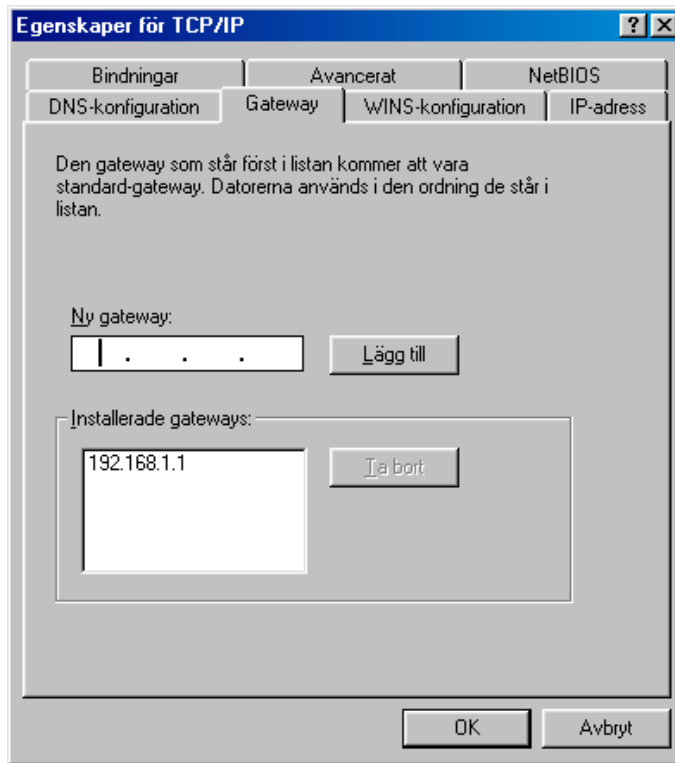 Egenskaper för TCP/IP
Bindningar Avancerat NetBIOS
DNS-konfiguration Gateway WINS-konfiguration IP-adress
Den gateway som står först i listan kommer att vara
standard-gateway. Datorerna används i den ordning de står i
listan.
Ny gateway:
. . . Lägg till
Installerade gateways:
192.168.1.1 Ta bort
OK Avbryt